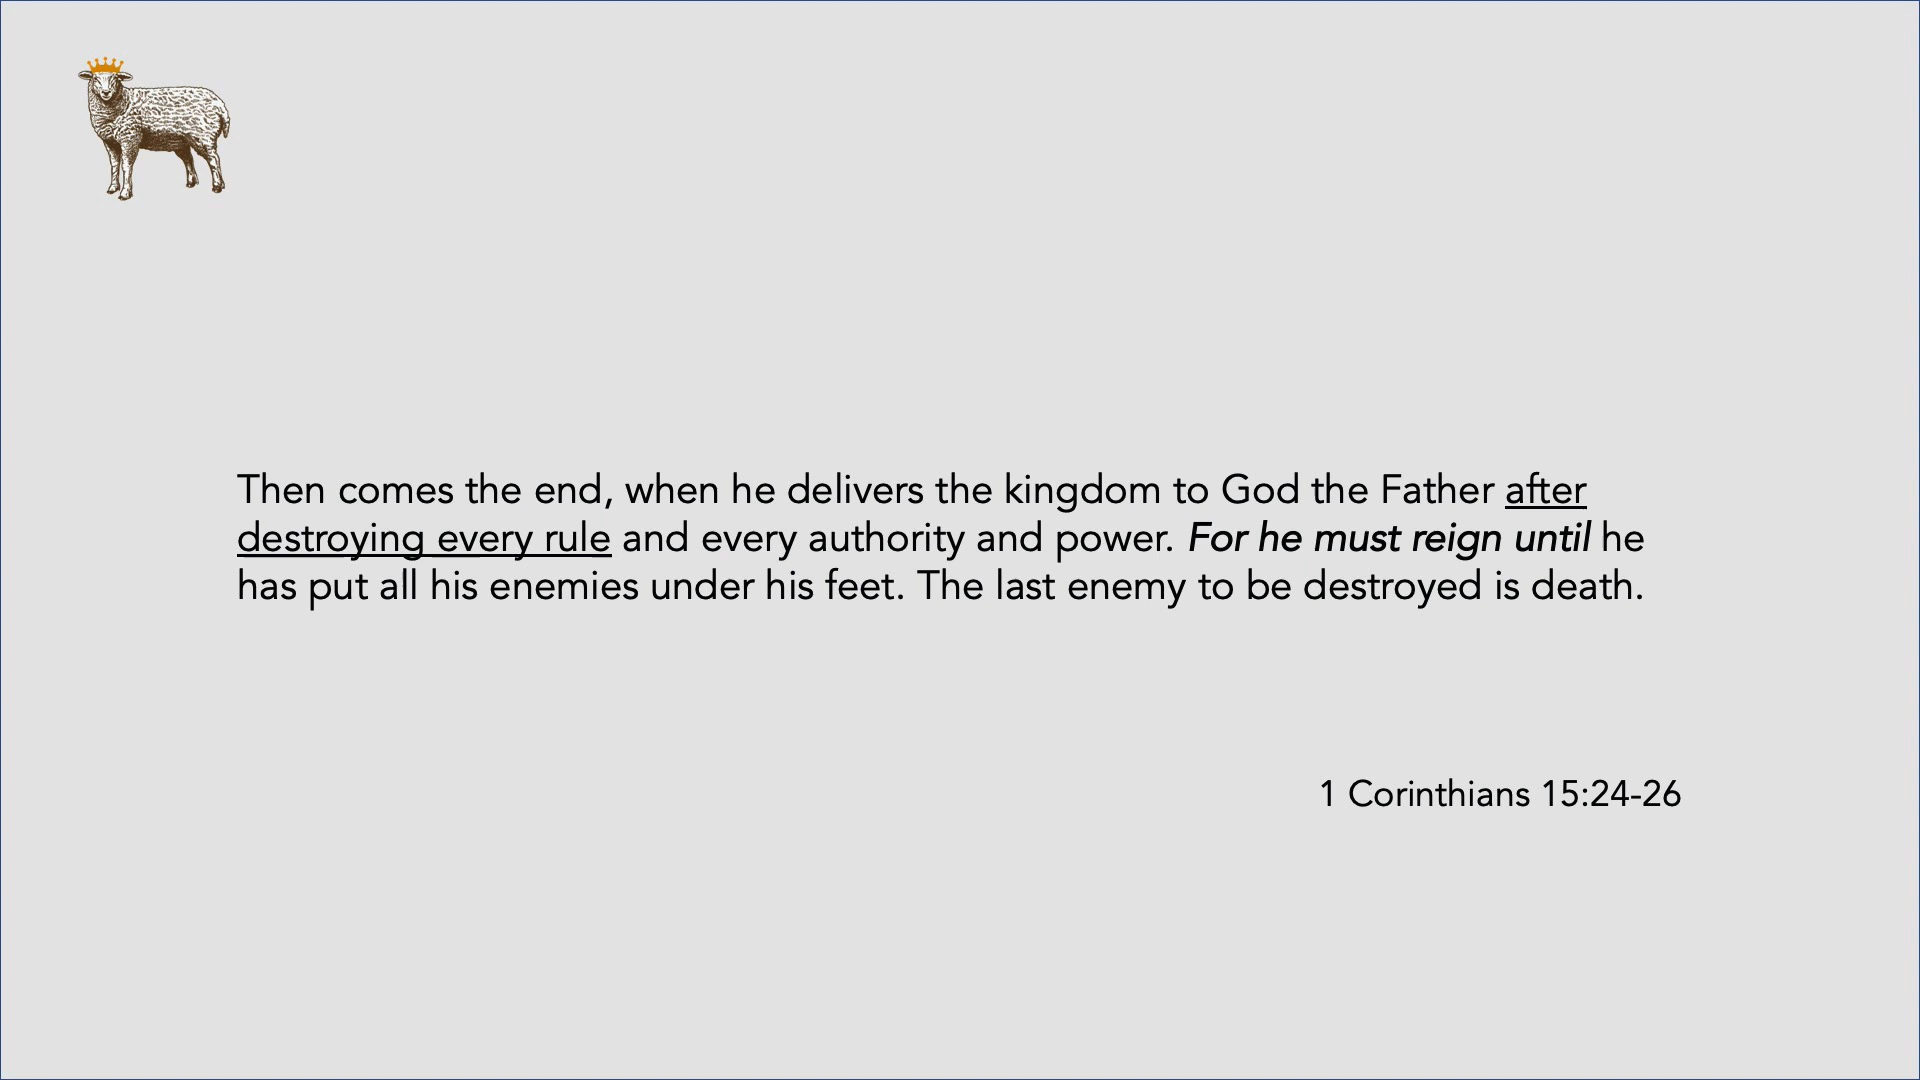 Then comes the end, when he delivers the kingdom to God the Father after
destroying every rule and every authority and power. For he must reign until he
has put all his enemies under his feet. The last enemy to be destroyed is death.
1 Corinthians 15:24-26